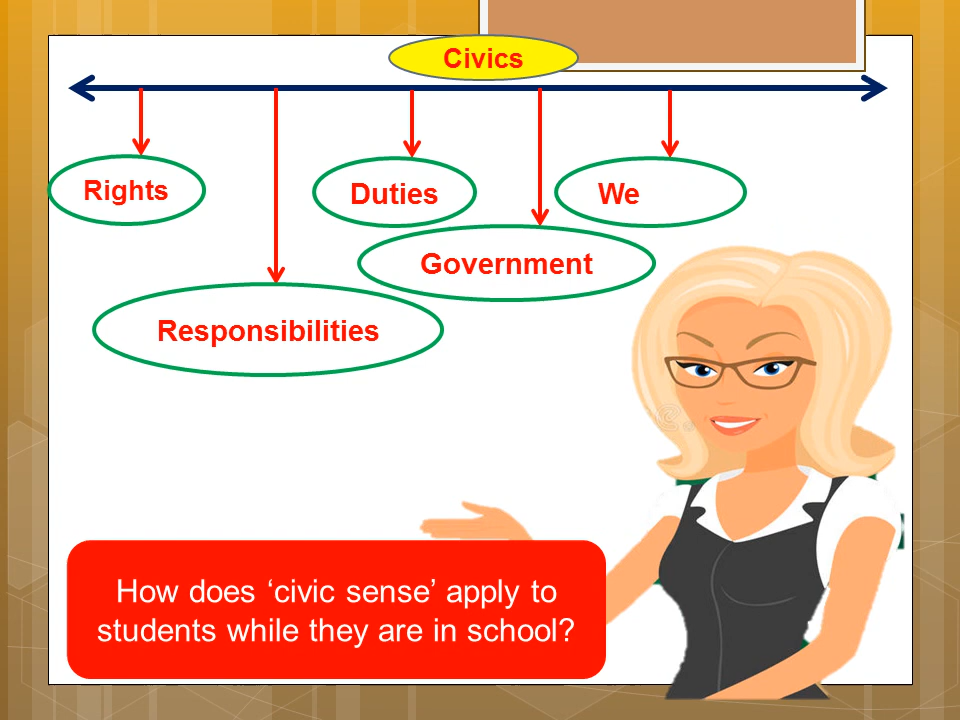 Civics
Rights
Duties
We
Government
Responsibilities
How does ‘civic sense’ apply to
students while they are in school?